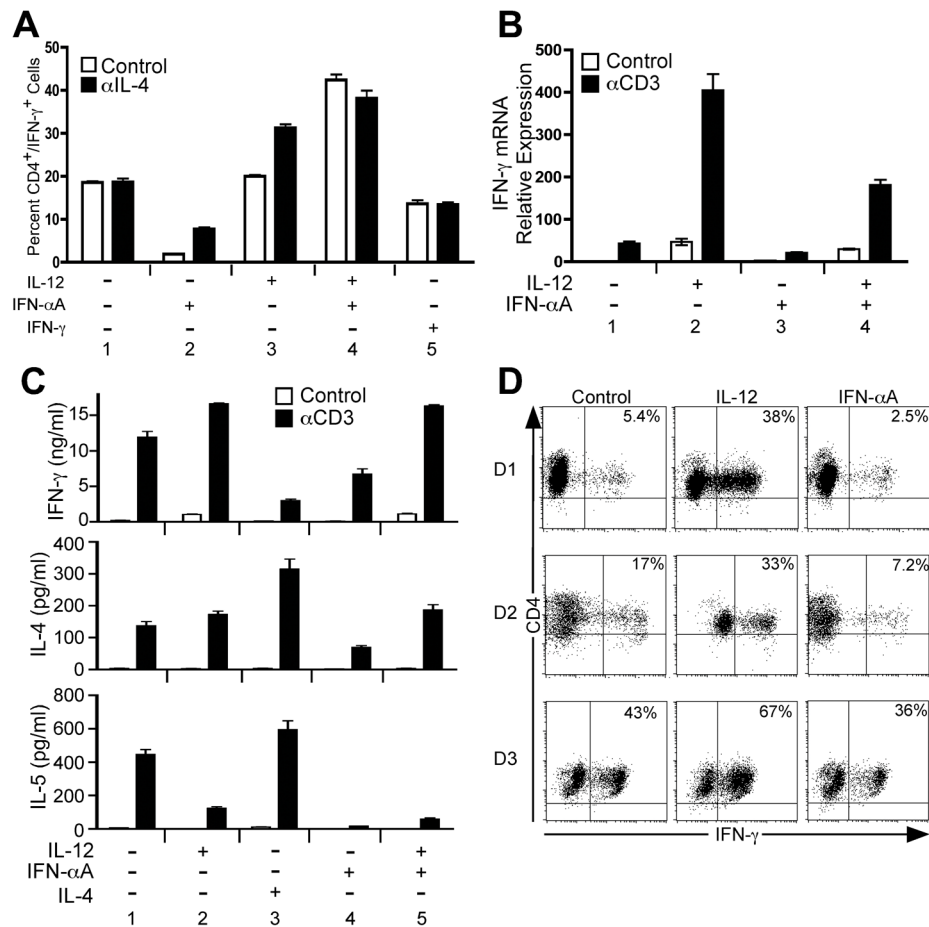 A
Control
αIL-4
Percent CD4+/IFN-γ+ Cells
50
40
30
20
10
0
IL-12 - - + + -
IFN-αA - + - + -
IFN-γ - - - - +
1 2 3 4 5
B
Control
αCD3
IFN-γ mRNA
Relative Expression
500
400
300
200
100
0
IL-12 - + - +
IFN-αA - - + +
1 2 3 4
C
Control
αCD3
IFN-γ (ng/ml)
15
10
5
0
IL-4 (pg/ml)
400
300
200
100
0
IL-5 (pg/ml)
800
600
400
200
0
IL-12 - + - - +
IFN-αA - - - + +
IL-4 - - + - -
1 2 3 4 5
D
Control IL-12 IFN-αA
D1 5.4% 38% 2.5%
D2 17% 33% 7.2%
D3 43% 67% 36%
CD4
IFN-γ